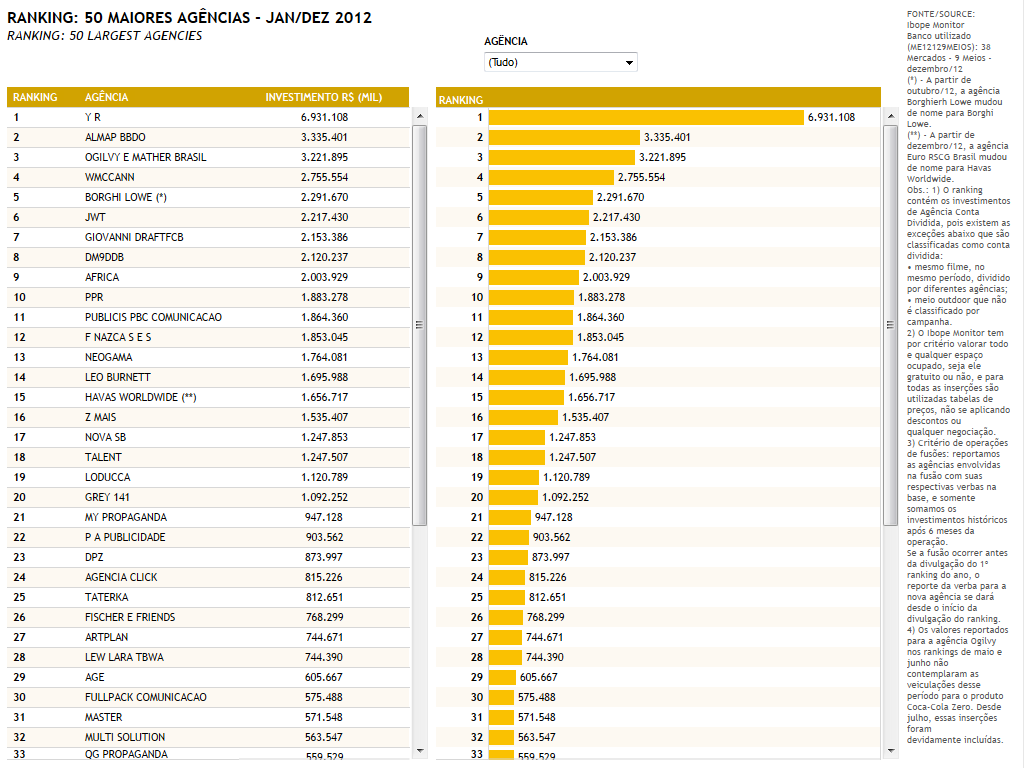 RANKING: 50 MAIORES AGÊNCIAS - JAN/DEZ 2012
RANKING: 50 LARGEST AGENCIES
AGÊNCIA
(Tudo)
RANKING AGÊNCIA INVESTIMENTO R$ (MIL)
1 Y R 6.931.108
2 ALMAP BBDO 3.335.401
3 OGILVY E MATHER BRASIL 3.221.895
4 WMCCANN 2.755.554
5 BORGHI LOWE (*) 2.291.670
6 JWT 2.217.430
7 GIOVANNI DRAFTFCB 2.153.386
8 DM9DDB 2.120.237
9 AFRICA 2.003.929
10 PPR 1.883.278
11 PUBLICIS PBC COMUNICACAO 1.864.360
12 F NAZCA S E S 1.853.045
13 NEOGAMA 1.764.081
14 LEO BURNETT 1.695.988
15 HAVAS WORLDWIDE (**) 1.656.717
16 Z MAIS 1.535.407
17 NOVA SB 1.247.853
18 TALENT 1.247.507
19 LODUCCA 1.120.789
20 GREY 141 1.092.252
21 MY PROPAGANDA 947.128
22 P A PUBLICIDADE 903.562
23 DPZ 873.997
24 AGENCIA CLICK 815.226
25 TATERKA 812.651
26 FISCHER E FRIENDS 768.299
27 ARTPLAN 744.671
28 LEW LARA TBWA 744.390
29 AGE 605.667
30 FULLPACK COMUNICACAO 575.488
31 MASTER 571.548
32 MULTI SOLUTION 563.547
33 QG PROPAGANDA 559.529
RANKING
1 6.931.108
2 3.335.401
3 3.221.895
4 2.755.554
5 2.291.670
6 2.217.430
7 2.153.386
8 2.120.237
9 2.003.929
10 1.883.278
11 1.864.360
12 1.853.045
13 1.764.081
14 1.695.988
15 1.656.717
16 1.535.407
17 1.247.853
18 1.247.507
19 1.120.789
20 1.092.252
21 947.128
22 903.562
23 873.997
24 815.226
25 812.651
26 768.299
27 744.671
28 744.390
29 605.667
30 575.488
31 571.548
32 563.547
33 559.529
FONTE/SOURCE:
Ibope Monitor
Banco utilizado
(ME12129MEIOS): 38
Mercados - 9 Meios -
dezembro/12
(*) - A partir de
outubro/12, a agência
Borghierh Lowe mudou
de nome para Borghi
Lowe.
(**) - A partir de
dezembro/12, a agência
Euro RSCG Brasil mudou
de nome para Havas
Worldwide.
Obs.: 1) O ranking
contém os investimentos
de Agência Conta
Dividida, pois existem as
exceções abaixo que são
classificadas como conta
dividida:
• mesmo filme, no
mesmo período, dividido
por diferentes agências;
• meio outdoor que não
é classificado por
campanha.
2) O Ibope Monitor tem
por critério valorar todo
e qualquer espaço
ocupado, seja ele
gratuito ou não, e para
todas as inserções são
utilizadas tabelas de
preços, não se aplicando
descontos ou
qualquer negociação.
3) Critério de operações
de fusões: reportamos
as agências envolvidas
na fusão com suas
respectivas verbas na
base, e somente
somamos os
investimentos históricos
após 6 meses da
operação.
Se a fusão ocorrer antes
da divulgação do 1º
ranking do ano, o
reporte da verba para a
nova agência se dará
desde o início da
divulgação do ranking.
4) Os valores reportados
para a agência Ogilvy
nos rankings de maio e
junho não
contemplaram as
veiculações desse
período para o produto
Coca-Cola Zero. Desde
julho, essas inserções
foram
devidamente incluídas.